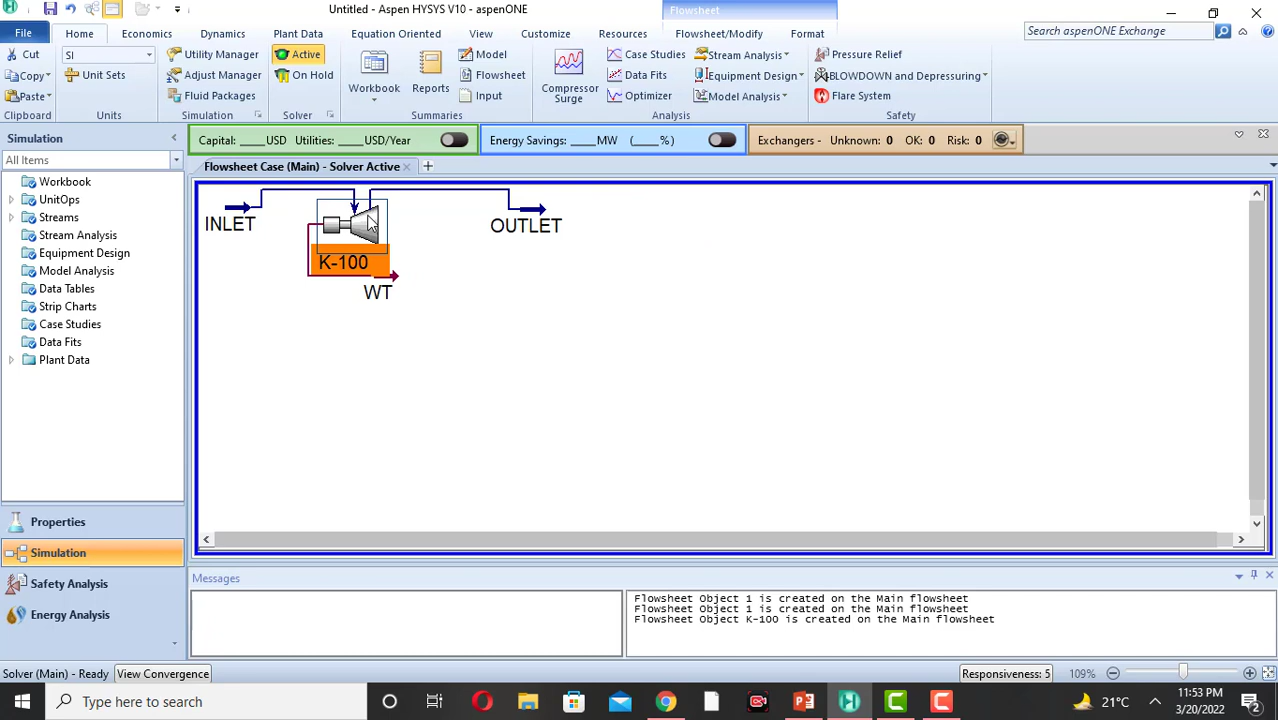 Untitled - Aspen HYSYS V10 - aspenONE
Flowsheet
File
Home
Economics
Dynamics
Plant Data
Equation Oriented
View
Customize
Resources
Flowsheet/Modify
Format
Search aspenONE Exchange
Cut
Copy
Paste
Clipboard
SI
Unit Sets
Units
Utility Manager
Adjust Manager
Fluid Packages
Simulation
Active
On Hold
Solver
Workbook
Reports
Model
Flowsheet
Input
Summaries
Compressor
Surge
Case Studies
Data Fits
Optimizer
Stream Analysis
Equipment Design
Model Analysis
Analysis
Pressure Relief
BLOWDOWN and Depressuring
Flare System
Safety
Simulation
Capital: ____USD Utilities: ____USD/Year
Energy Savings: ____MW (____%)
Exchangers - Unknown: 0 OK: 0 Risk: 0
All Items
Workbook
UnitOps
Streams
Stream Analysis
Equipment Design
Model Analysis
Data Tables
Strip Charts
Case Studies
Data Fits
Plant Data
Properties
Simulation
Safety Analysis
Energy Analysis
Flowsheet Case (Main) - Solver Active
INLET
OUTLET
K-100
WT
Messages
Flowsheet Object 1 is created on the Main flowsheet
Flowsheet Object 1 is created on the Main flowsheet
Flowsheet Object K-100 is created on the Main flowsheet
Solver (Main) - Ready
View Convergence
Responsiveness: 5
109%
Type here to search
21°C
11:53 PM
3/20/2022
2